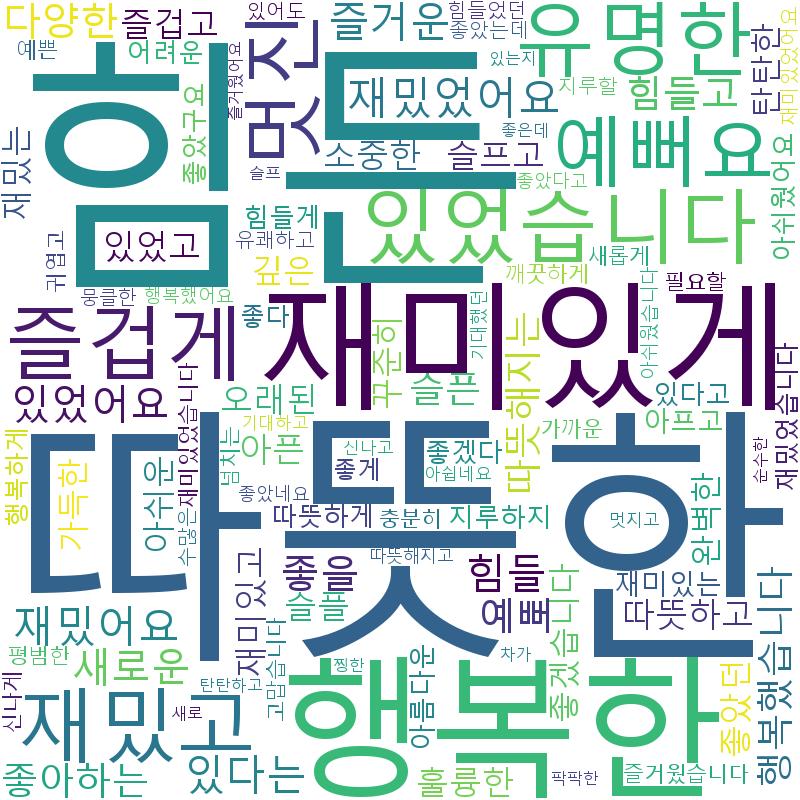 다양한
즐겁고
있어도
즐거운
힘들었던
좋았는데
유명한
예쁜
어려운
즐거웠어요
멋진
있는지
재밌었어요
지루할
힘들고
탄탄한
재미있었어요
힘든
좋았구요
좋은데
예뻐요
재밌는
소중한
슬프고
슬프
좋았다고
아쉬웠어요
있었습니다
힘들게
있었고
유쾌하고
귀엽고
깊은
새롭게
깨끗하게
필요할
뭉클한
행복했어요
좋다
즐겁게
재미있게
기대했던
아쉬웠습니다
꾸준히
따뜻해지는
있었어요
오래된
슬픈
있다고
재밌었습니다
재미있었습니다
기대하고
가까운
아프고
행복하게
가득한
넘치는
아픈
신나고
좋겠다
순수한
좋게
아쉽네요
따뜻한
아쉬운
수많은
좋았네요
완벽한
따뜻하게
충분히
지루하지
멋지고
따뜻해지고
재미있고
좋을
힘들
재미있는
슬플
예뻐
따뜻하고
재밌어요
평범한
새로운
고맙습니다
찡한
아름다운
차가
좋겠습니다
행복했습니다
신나게
재밌고
탄탄하고
새로
행복한
좋았던
좋아하는
있다는
훌륭한
팍팍한
즐거웠습니다